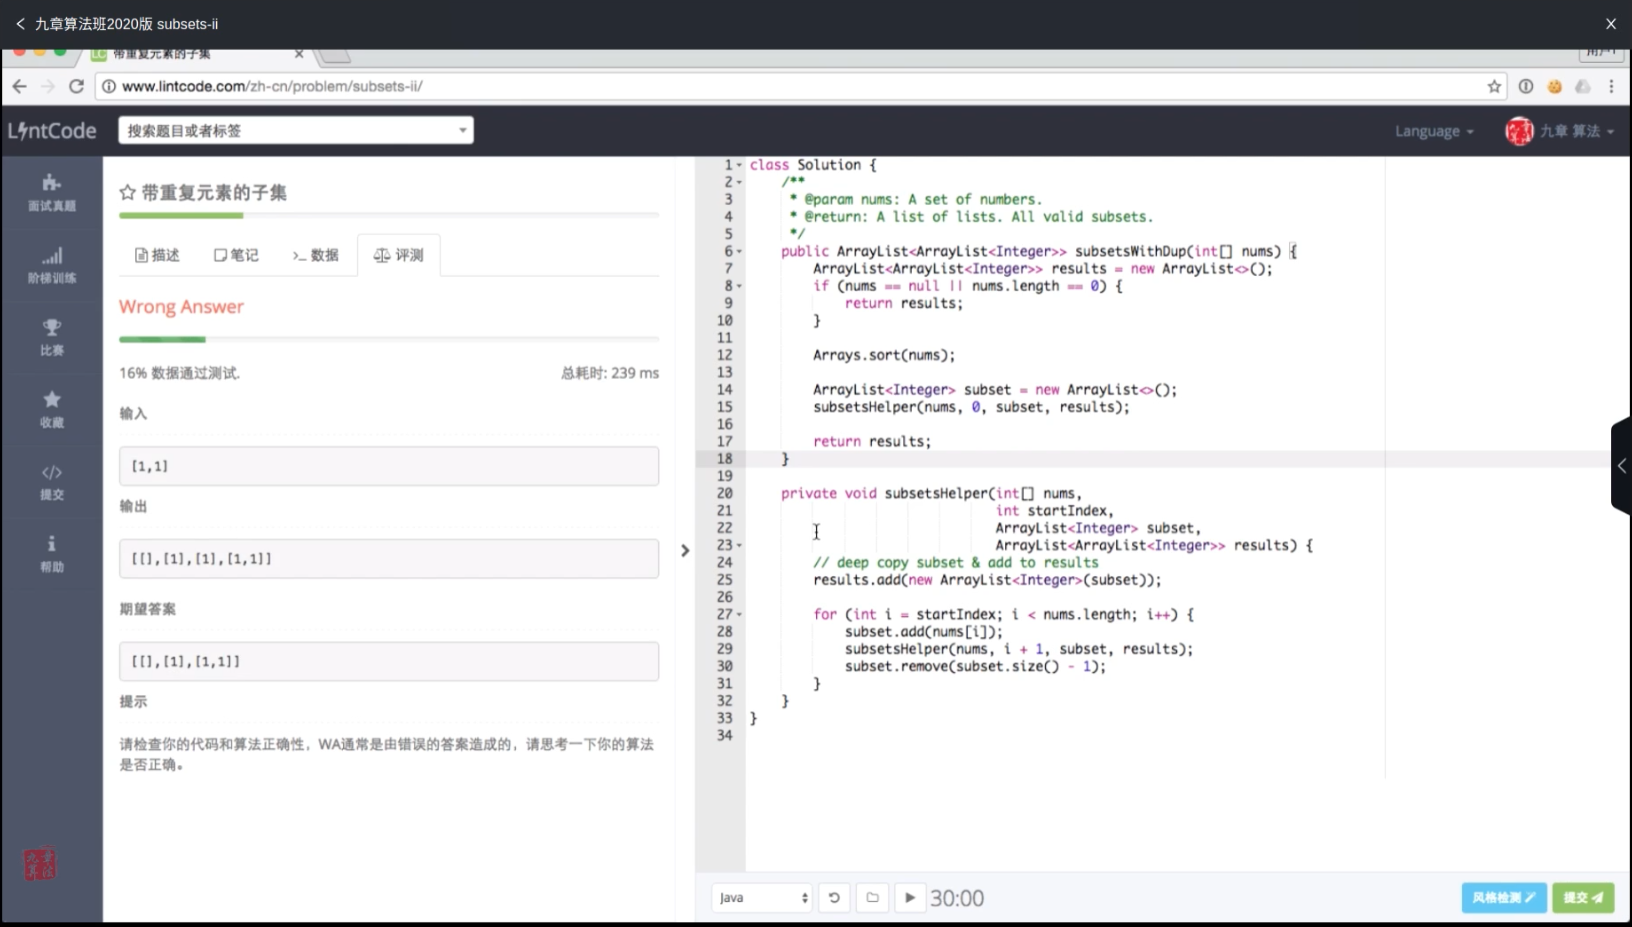 九章算法班2020版 subsets-ii
带重复元素的子集
www.lintcode.com/zh-cn/problem/subsets-ii/
LintCode
搜索题目或者标签
Language
九章 算法
面试真题
阶梯训练
比赛
收藏
提交
帮助
带重复元素的子集
描述
笔记
数据
评测
Wrong Answer
16% 数据通过测试.
总耗时: 239 ms
输入
[1,1]
输出
[[],[1],[1],[1,1]]
期望答案
[[],[1],[1,1]]
提示
请检查你的代码和算法正确性，WA通常是由错误的答案造成的，请思考一下你的算法
是否正确。
1 class Solution {
2 /**
3 * @param nums: A set of numbers.
4 * @return: A list of lists. All valid subsets.
5 */
6 public ArrayList<ArrayList<Integer>> subsetsWithDup(int[] nums) {
7 ArrayList<ArrayList<Integer>> results = new ArrayList<>();
8 if (nums == null || nums.length == 0) {
9 return results;
10 }
11
12 Arrays.sort(nums);
13
14 ArrayList<Integer> subset = new ArrayList<>();
15 subsetsHelper(nums, 0, subset, results);
16
17 return results;
18 }
19
20 private void subsetsHelper(int[] nums,
21 int startIndex,
22 ArrayList<Integer> subset,
23 ArrayList<ArrayList<Integer>> results) {
24 // deep copy subset & add to results
25 results.add(new ArrayList<Integer>(subset));
26
27 for (int i = startIndex; i < nums.length; i++) {
28 subset.add(nums[i]);
29 subsetsHelper(nums, i + 1, subset, results);
30 subset.remove(subset.size() - 1);
31 }
32 }
33 }
34
Java
30:00
风格检测
提交